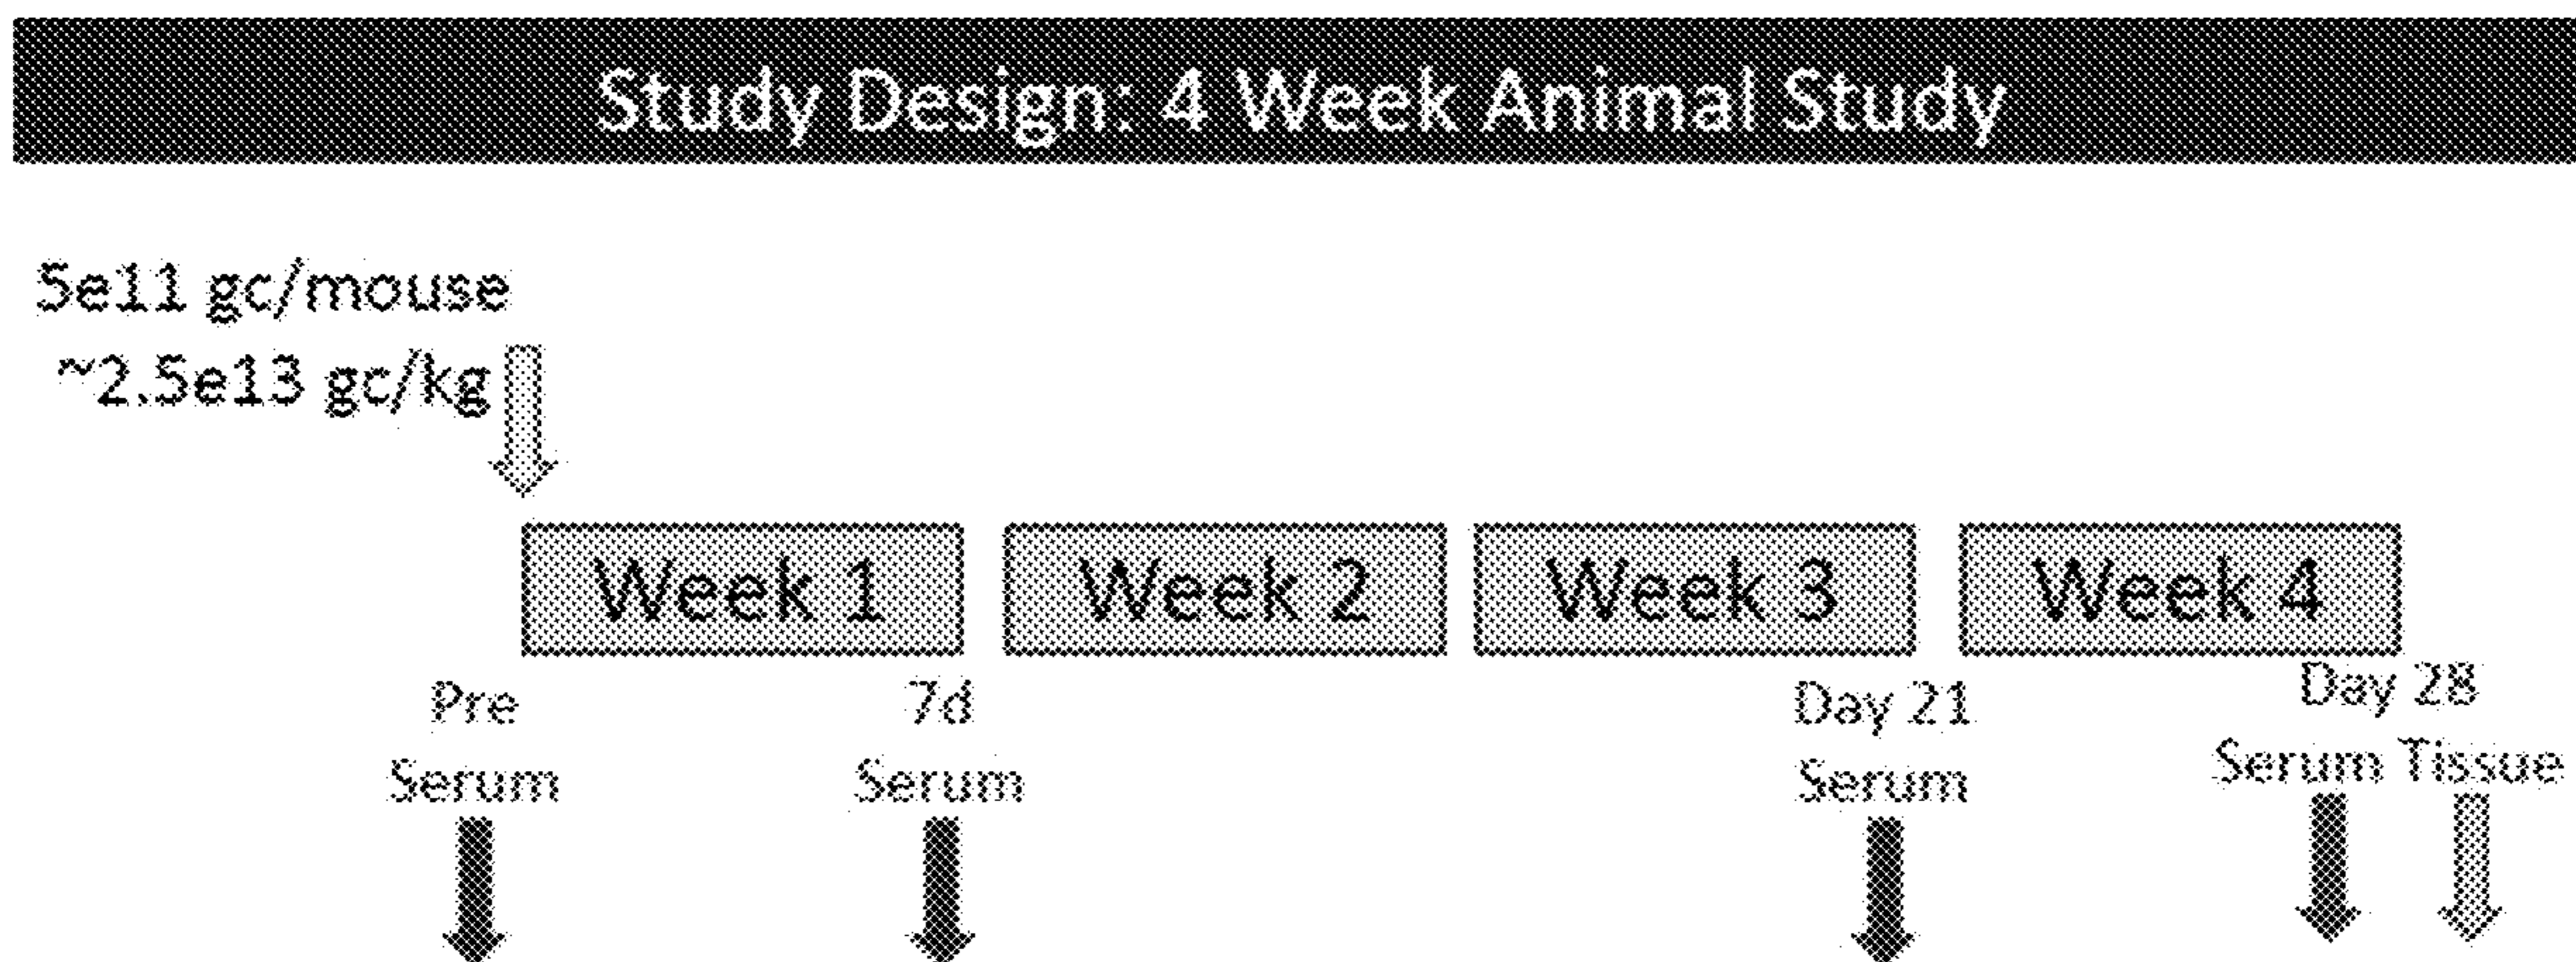 Study Design: 4 Week Animal Study
5e11 gc/mouse
~2.5e13 gc/kg
Week 1
Week 2
Week 3
Week 4
Pre
Serum
7d
Serum
Day 21
Serum
Day 28
Serum Tissue